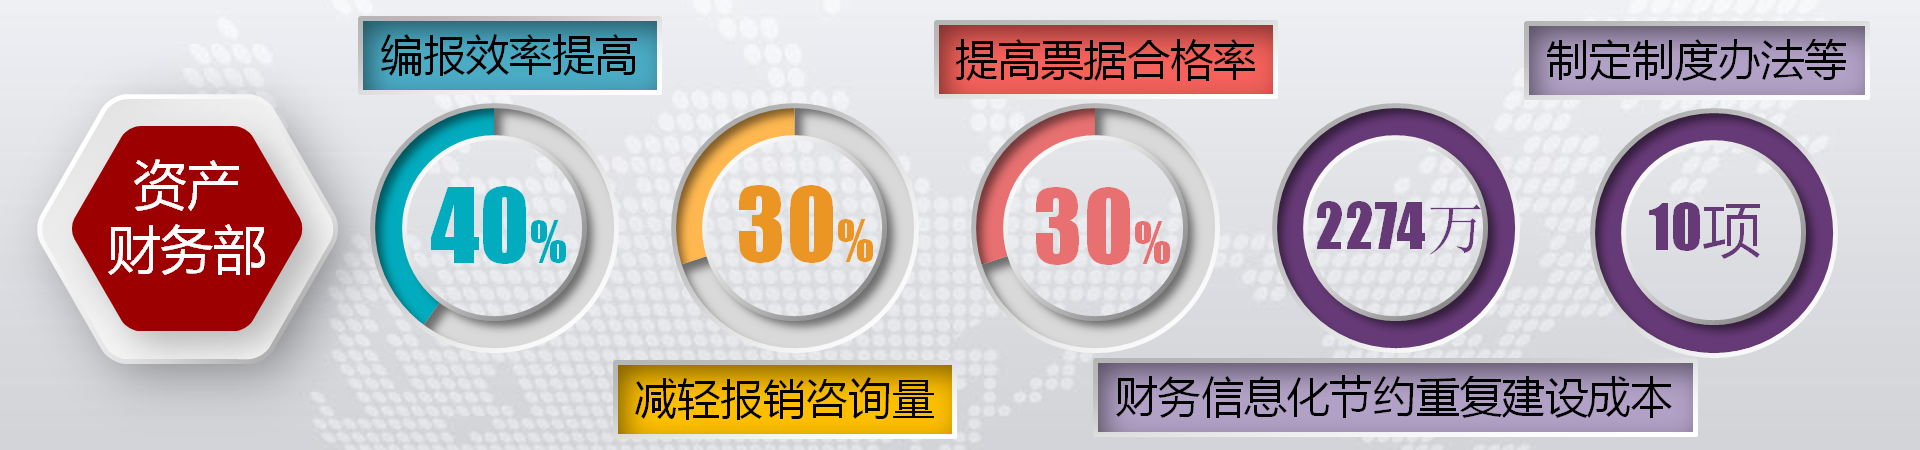 资产
财务部
编报效率提高
40%
30%
减轻报销咨询量
提高票据合格率
30%
2274万
财务信息化节约重复建设成本
制定制度办法等
10项